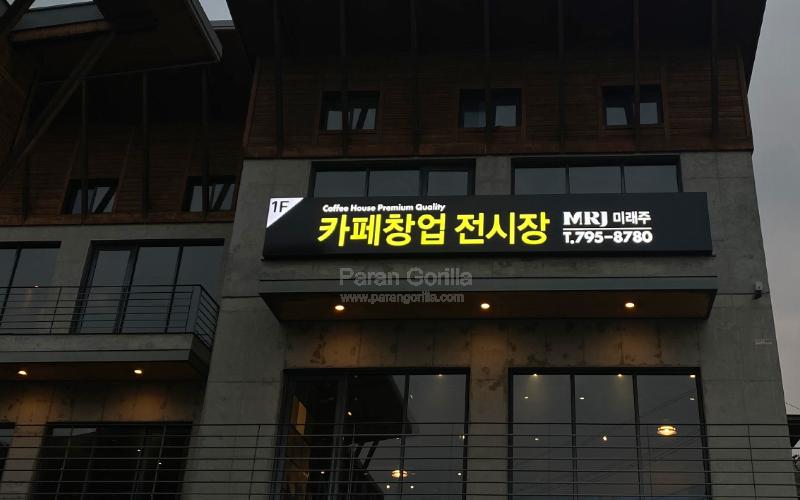 1F
Coffee House Premium Quality
카페창업 전시장
MRJ 미래주
T.795-8780
Paran Gorilla
www.parangorilla.com